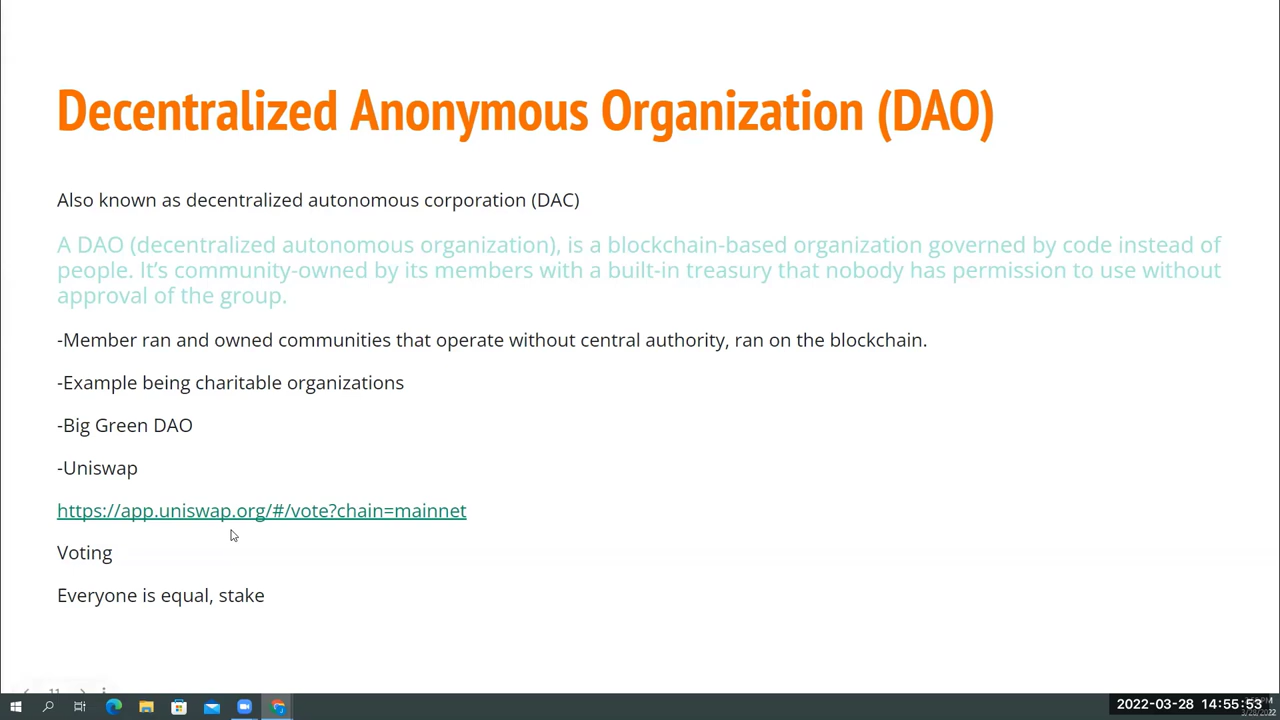 Decentralized Anonymous Organization (DAO)
Also known as decentralized autonomous corporation (DAC)
A DAO (decentralized autonomous organization), is a blockchain-based organization governed by code instead of
people. It’s community-owned by its members with a built-in treasury that nobody has permission to use without
approval of the group.
-Member ran and owned communities that operate without central authority, ran on the blockchain.
-Example being charitable organizations
-Big Green DAO
-Uniswap
https://app.uniswap.org/#/vote?chain=mainnet
Voting
Everyone is equal, stake
2022-03-28 14:55:53